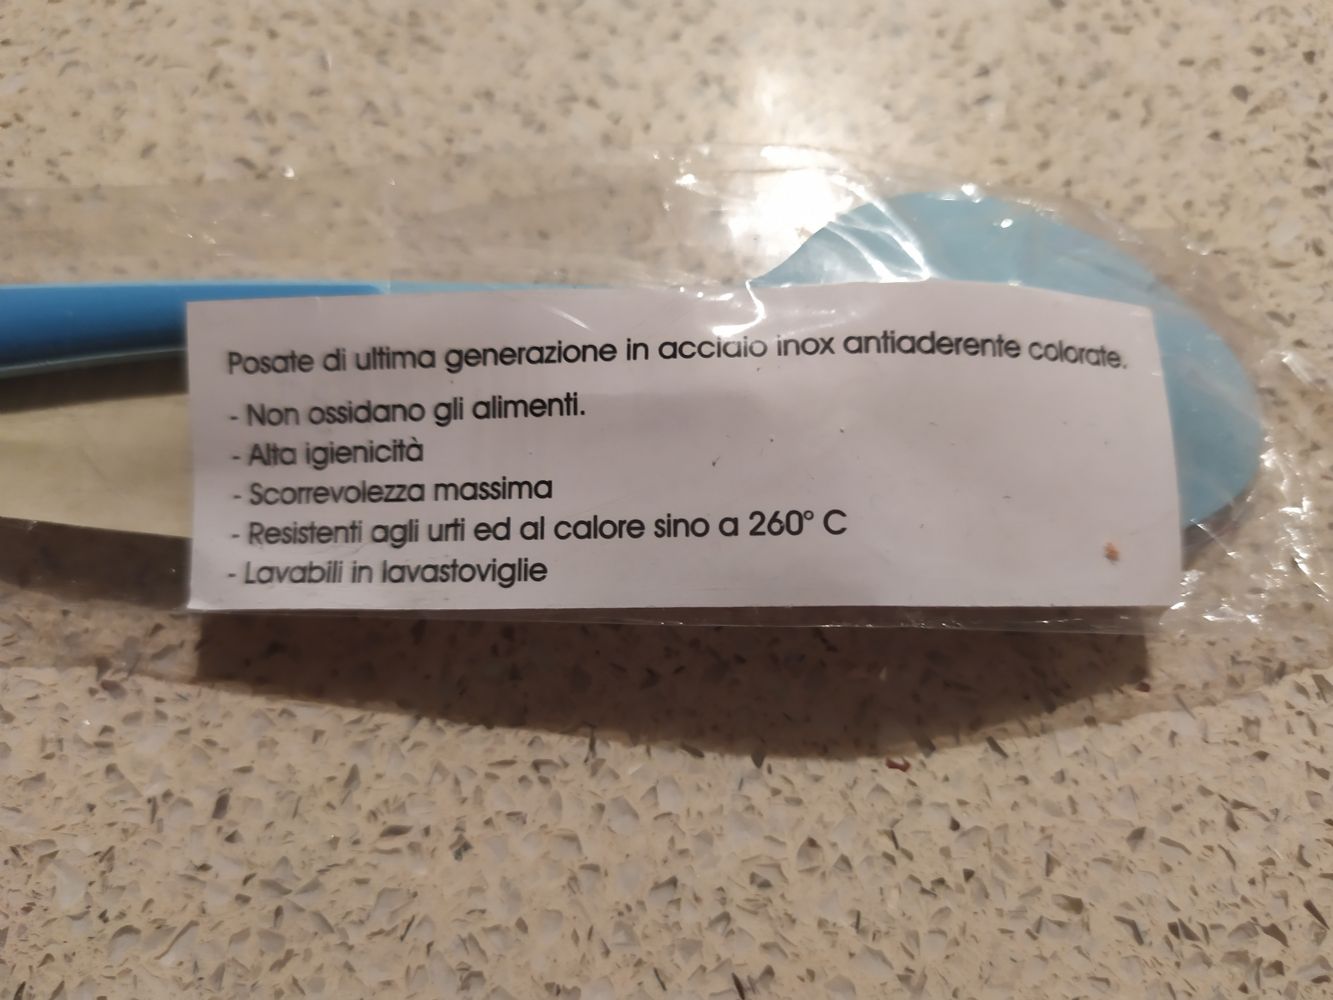 Posate di ultima generazione in acciaio inox antiaderente colorate.
- Non ossidano gli alimenti.
- Alta igienicità
- Scorrevolezza massima
- Resistenti agli urti ed al calore sino a 260° C
- Lavabili in lavastoviglie